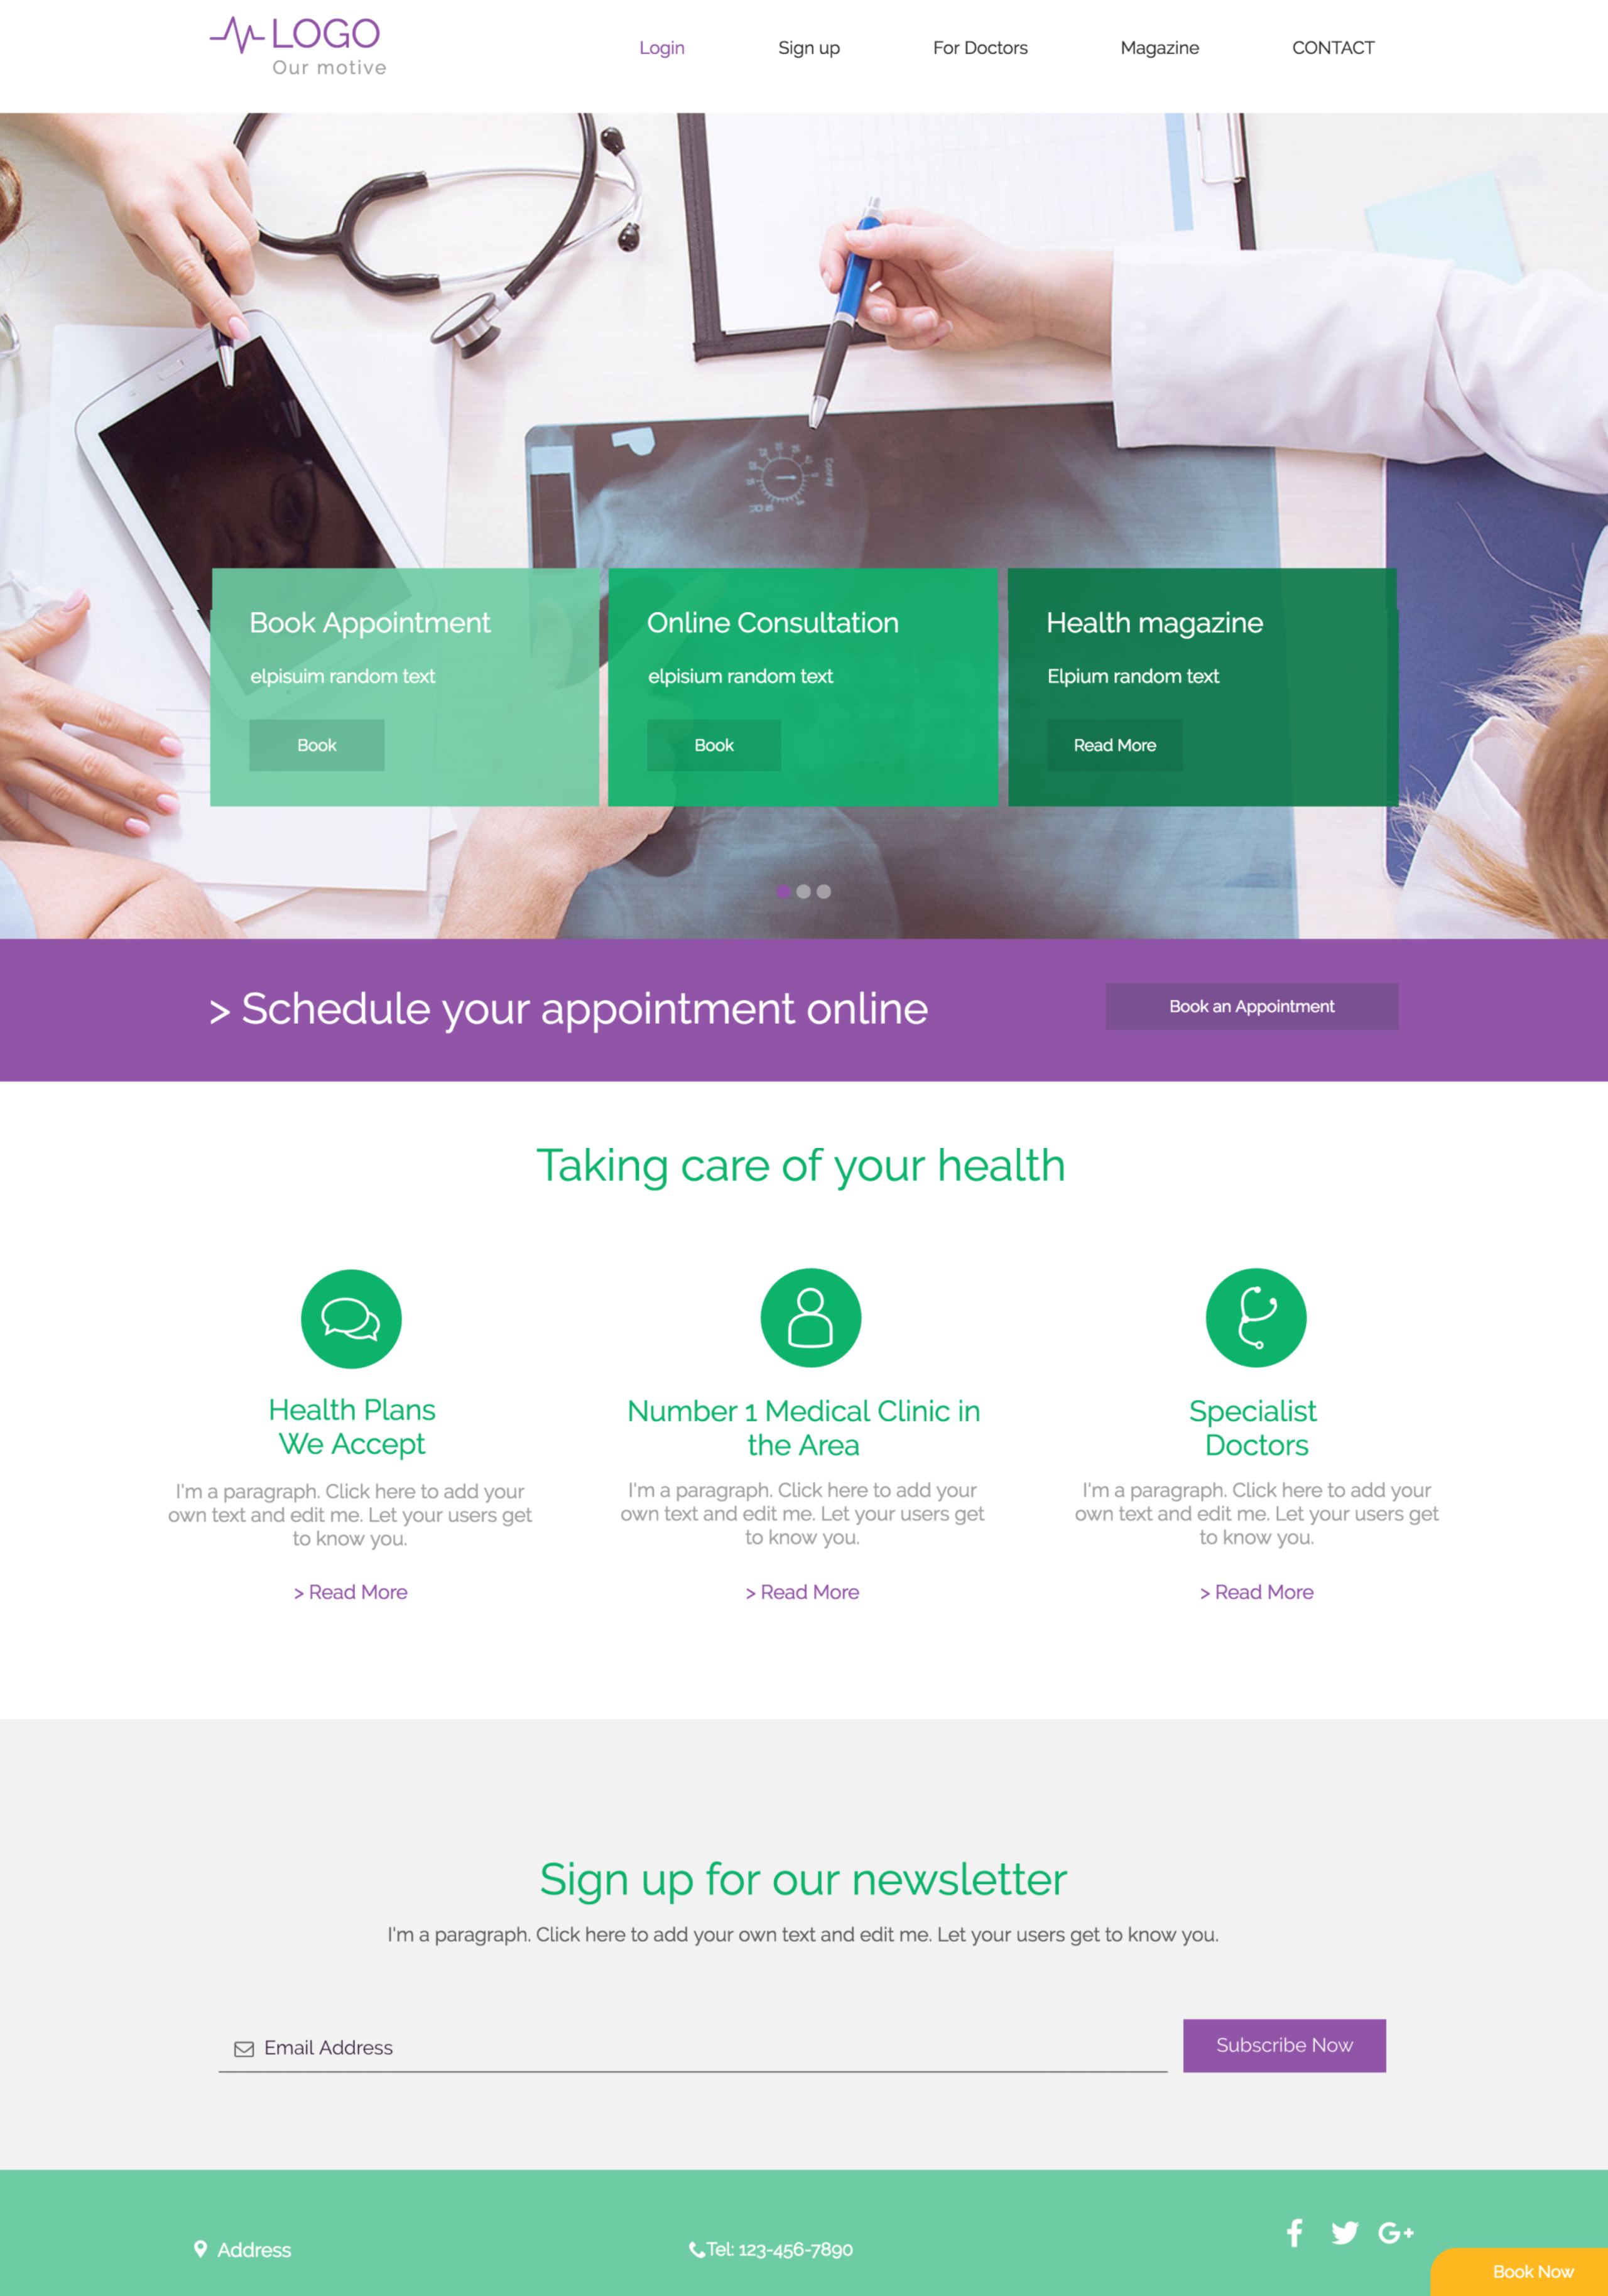 LOGO
Our motive
Login
Sign up
For Doctors
Magazine
CONTACT
Book Appointment
elpisuim random text
Book
Online Consultation
elpisium random text
Book
Health magazine
Elpium random text
Read More
> Schedule your appointment online
Book an Appointment
Taking care of your health
Health Plans
We Accept
I'm a paragraph. Click here to add your
own text and edit me. Let your users get
to know you.
> Read More
Number 1 Medical Clinic in
the Area
I'm a paragraph. Click here to add your
own text and edit me. Let your users get
to know you.
> Read More
Specialist
Doctors
I'm a paragraph. Click here to add your
own text and edit me. Let your users get
to know you.
> Read More
Sign up for our newsletter
I'm a paragraph. Click here to add your own text and edit me. Let your users get to know you.
Email Address
Subscribe Now
Address
Tel: 123-456-7890
f
G+
Book Now